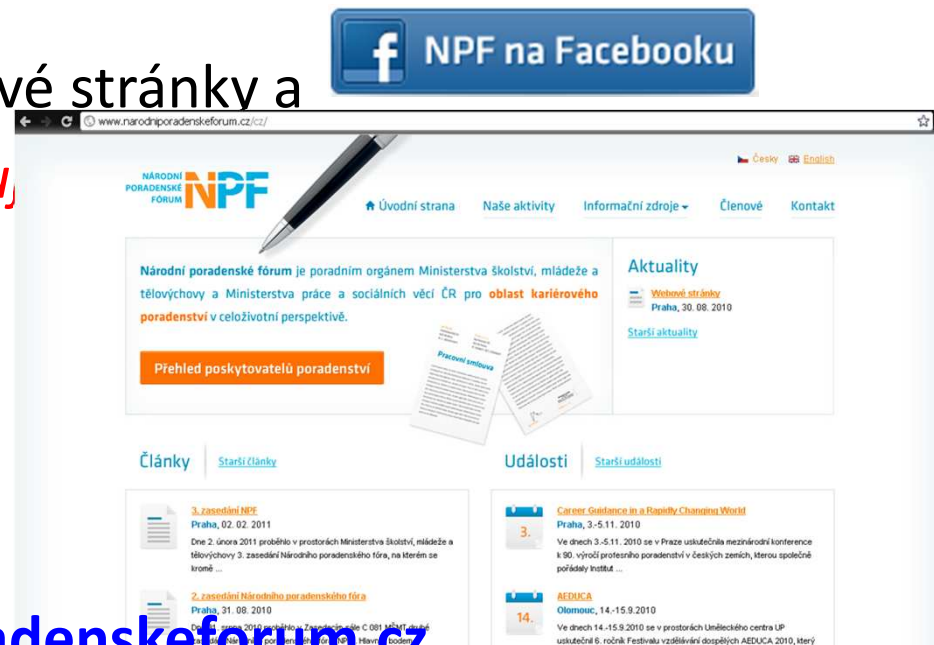 NPF na Facebooku
vé stránky a
www.narodniporadenskeforum.cz/cz/
Česky English
NÁRODNÍ
PORADENSKÉ
FÓRUM
NPF
Úvodní strana Naše aktivity Informační zdroje Členové Kontakt
Národní poradenské fórum je poradním orgánem Ministerstva školství, mládeže a
tělovýchovy a Ministerstva práce a sociálních věcí ČR pro oblast kariérového
poradenství v celoživotní perspektivě.
Přehled poskytovatelů poradenství
Aktuality
Webové stránky
Praha, 30. 08. 2010
Starší aktuality
Pracovní smlouva
Články Starší články
3. zasedání NPF
Praha, 02. 02. 2011
Dne 2. února 2011 proběhlo v prostorách Ministerstva školství, mládeže a
tělovýchovy 3. zasedání Národního poradenského fóra, na kterém se
kromě ...
2. zasedání Národního poradenského fóra
Praha, 31. 08. 2010
Události Starší události
3.
Career Guidance in a Rapidly Changing World
Praha, 3.-5.11. 2010
Ve dnech 3.-5.11. 2010 se v Praze uskutečnila mezinárodní konference
k 90. výročí profesního poradenství v českých zemích, kterou společně
pořádaly Institut ...
14.
AEDUCA
Olomouc, 14.-15.9.2010
Ve dnech 14.-15.9.2010 se v prostorách Uměleckého centra UP
uskutečnil 6. ročník Festivalu vzdělávání dospělých AEDUCA 2010, který
adenskeforum.cz